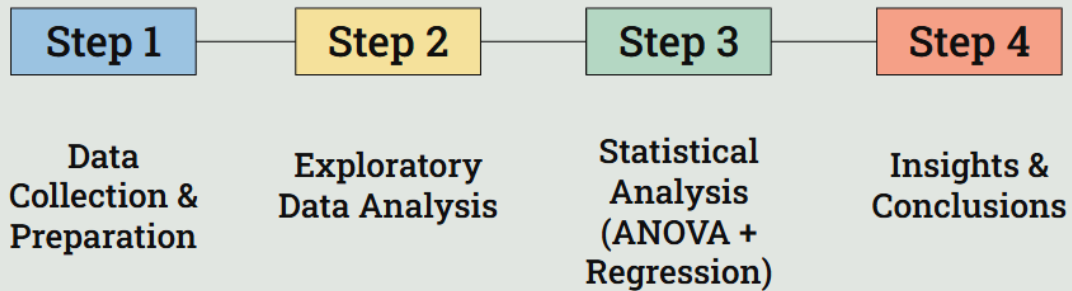 Step 1
Step 2
Step 3
Step 4
Data
Collection &
Preparation
Exploratory
Data Analysis
Statistical
Analysis
(ANOVA +
Regression)
Insights &
Conclusions